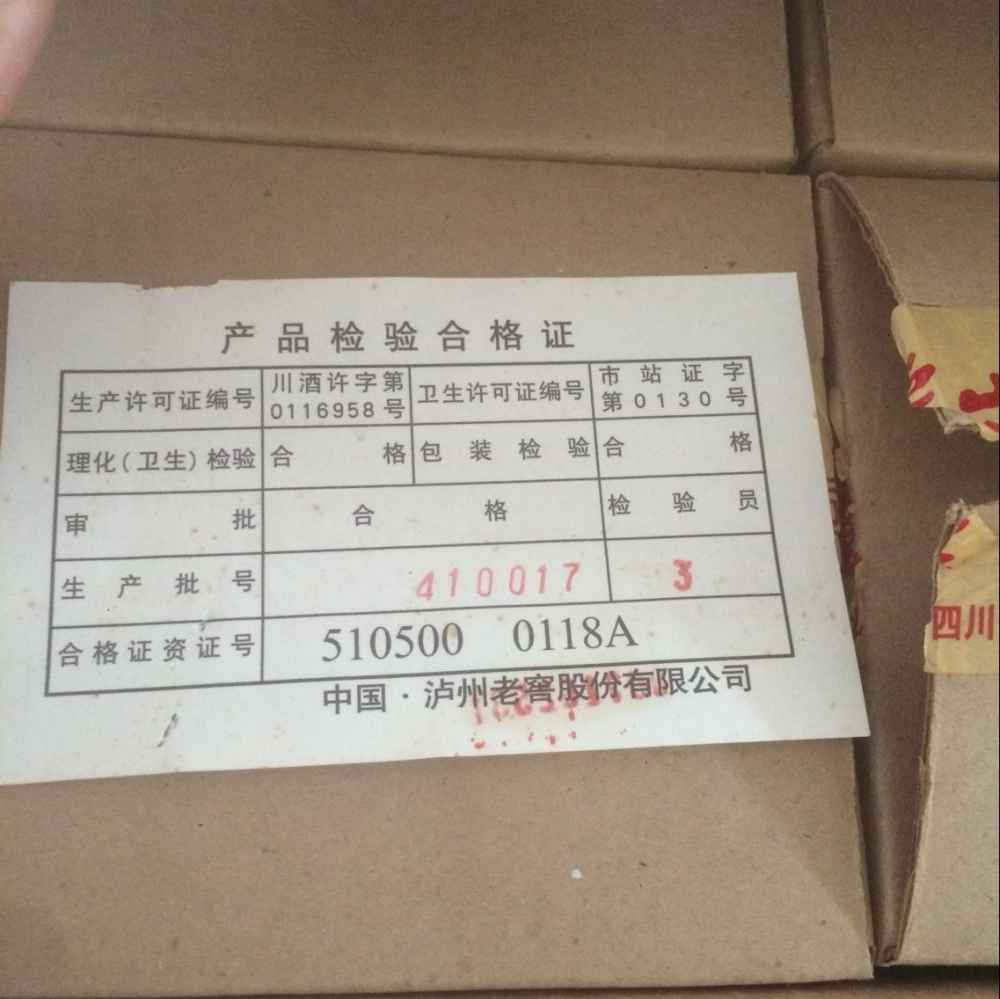 产品检验合格证
生产许可证编号 川酒许字第0116958号 卫生许可证编号 市站证字第0130号
理化(卫生)检验 合格 包装检验 合格
审批 合格 检验员
生产批号 410017 3
合格证资证号 510500 0118A
中国·泸州老窖股份有限公司
四川